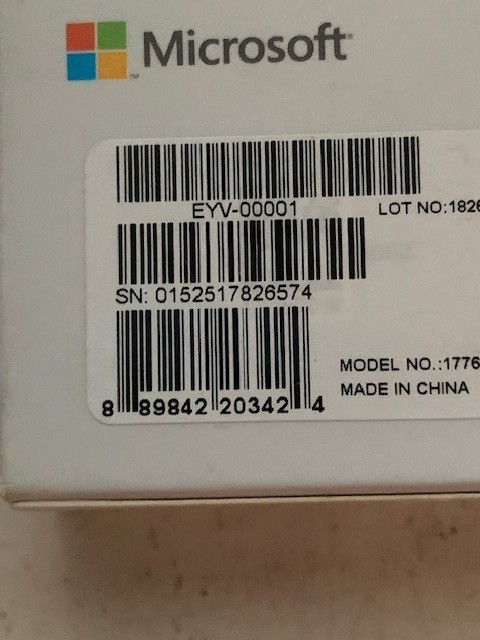 Microsoft
EYV-00001
LOT NO:1826
SN: 0152517826574
MODEL NO.:1776
MADE IN CHINA
8 89842 20342 4